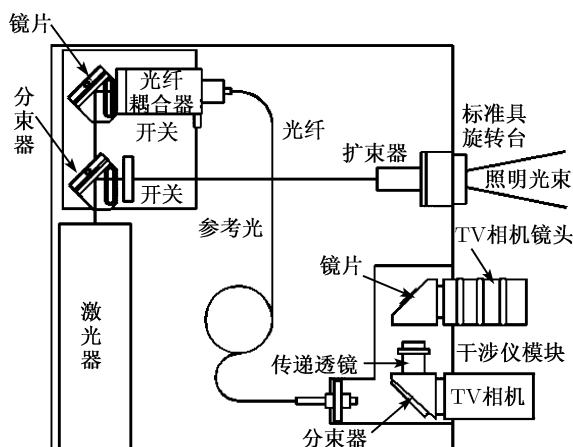 镜片
分
束
器
光纤
耦合器
开关
光纤
标准具
旋转台
扩束器
照明光束
开关
参考光
TV相机镜头
镜片
激
光
器
传递透镜
干涉仪模块
TV相机
分束器